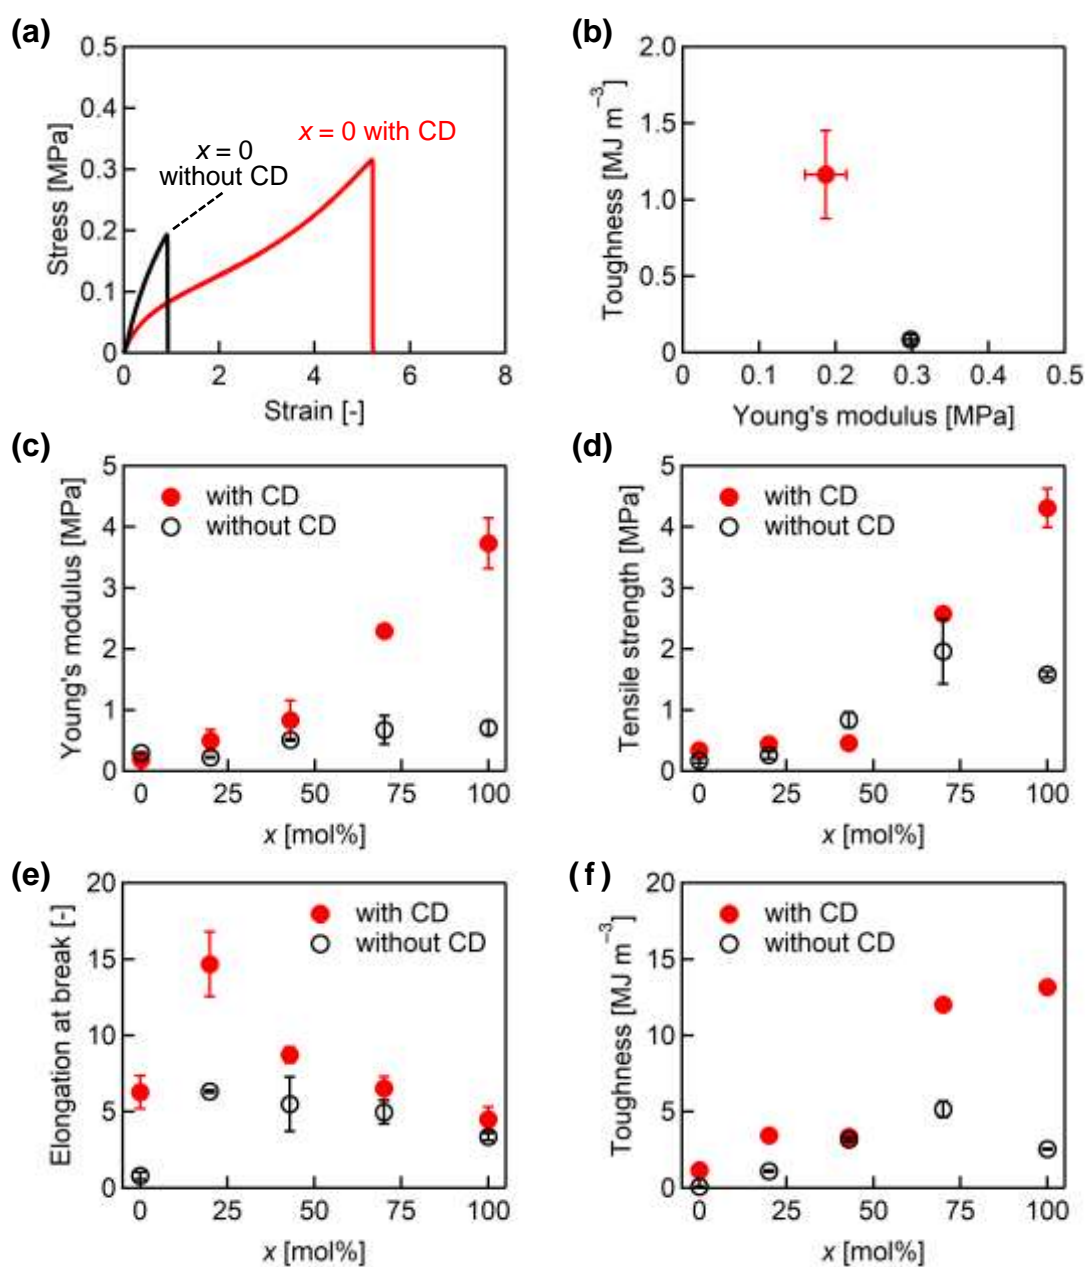 (a)
0.5
0.4
0.3
0.2
0.1
0
Stress [MPa]
x = 0
without CD
x = 0 with CD
0 2 4 6 8
Strain [-]
(b)
2.0
1.5
1.0
0.5
0
Toughness [MJ m⁻³]
0 0.1 0.2 0.3 0.4 0.5
Young's modulus [MPa]
(c)
5
4
3
2
1
0
Young's modulus [MPa]
with CD
without CD
0 25 50 75 100
x [mol%]
(d)
5
4
3
2
1
0
Tensile strength [MPa]
with CD
without CD
0 25 50 75 100
x [mol%]
(e)
20
15
10
5
0
Elongation at break [-]
with CD
without CD
0 25 50 75 100
x [mol%]
(f)
20
15
10
5
0
Toughness [MJ m⁻³]
with CD
without CD
0 25 50 75 100
x [mol%]